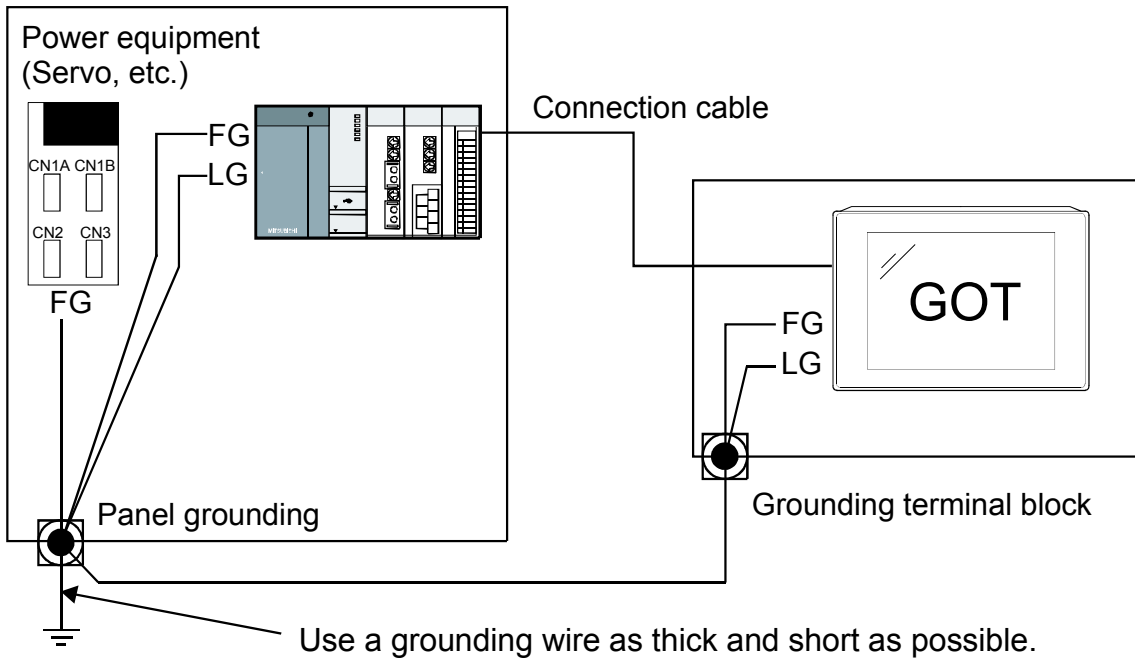 Power equipment
(Servo, etc.)
CN1A CN1B
CN2 CN3
FG
FG
LG
MITSUBISHI
Connection cable
GOT
FG
LG
Panel grounding
Grounding terminal block
Use a grounding wire as thick and short as possible.